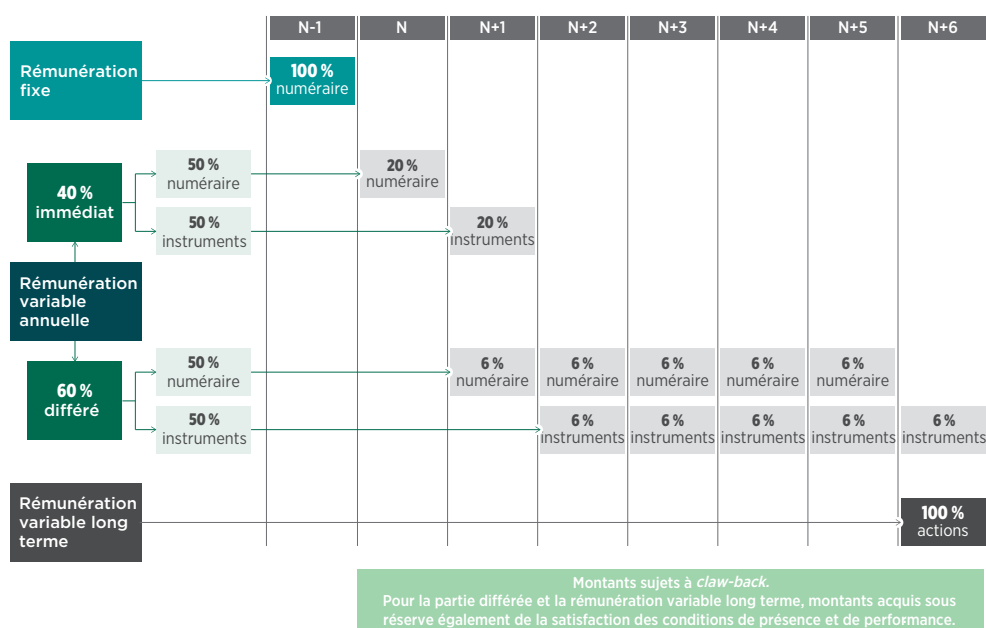 N-1 N N+1 N+2 N+3 N+4 N+5 N+6
Rémunération
fixe
100 %
numéraire
50 %
numéraire
20 %
numéraire
40 %
immédiat
50 %
instruments
20 %
instruments
Rémunération
variable
annuelle
60 %
différé
50 %
numéraire
6 % 6 % 6 % 6 % 6 %
numéraire numéraire numéraire numéraire numéraire
50 %
instruments
6 % 6 % 6 % 6 % 6 %
instruments instruments instruments instruments instruments
Rémunération
variable long
terme
100 %
actions
Montants sujets à claw-back.
Pour la partie différée et la rémunération variable long terme, montants acquis sous
réserve également de la satisfaction des conditions de présence et de performance.